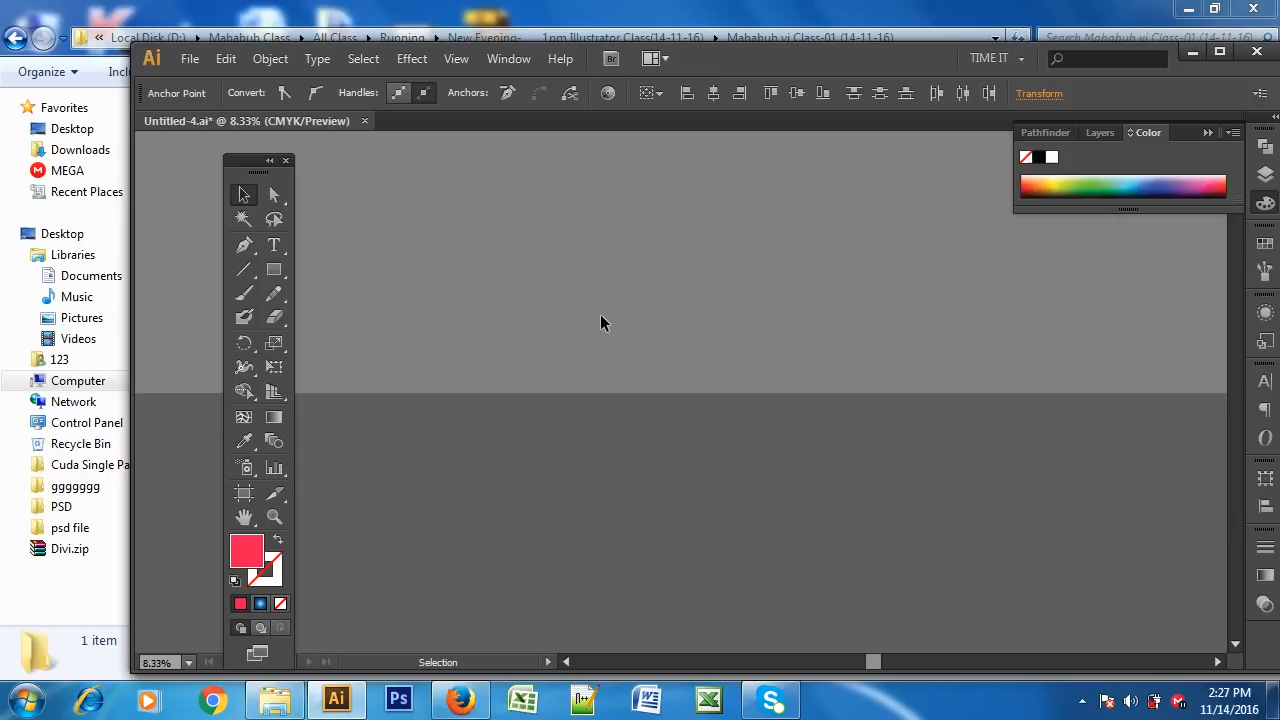 Local Disk (D:) Mahabub Class All Class Running New Evening- 1pm Illustrator Class(14-11-16) Mahabub vi Class-01 (14-11-16) Search Mahabub vi Class-01 (14-11-16)
Ai File Edit Object Type Select Effect View Window Help Br TIME IT
Organize
Anchor Point Convert: Handles: Anchors: Transform
Untitled-4.ai* @ 8.33% (CMYK/Preview)
Pathfinder Layers Color
Favorites
Desktop
Downloads
MEGA
Recent Places
Desktop
Libraries
Documents
Music
Pictures
Videos
123
Computer
Network
Control Panel
Recycle Bin
Cuda Single Pa
ggggggg
PSD
psd file
Divi.zip
1 item
8.33% Selection
Ai Ps
2:27 PM
11/14/2016